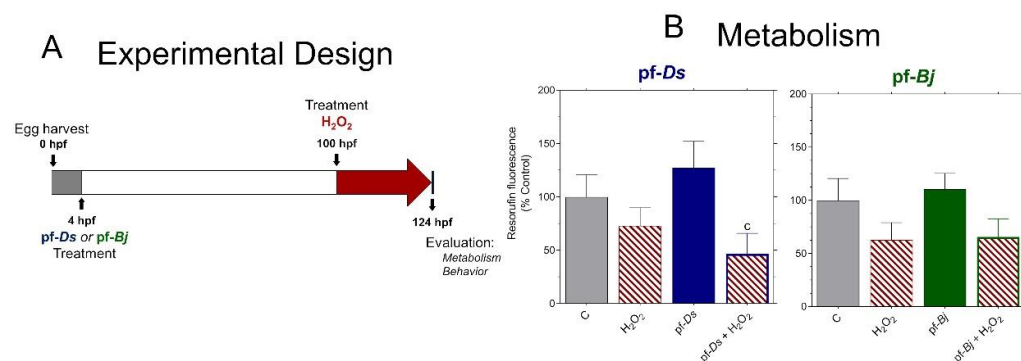 A Experimental Design
Egg harvest
0 hpf
Treatment
H₂O₂
100 hpf
4 hpf
pf-Ds or pf-Bj
Treatment
124 hpf
Evaluation:
Metabolism
Behavior
B Metabolism
pf-Ds
Resorufin fluorescence
(% Control)
200
150
100
50
0
c
C
H₂O₂
pf-Ds
pf-Ds + H₂O₂
pf-Bj
200
150
100
50
0
C
H₂O₂
pf-Bj
pf-Bj + H₂O₂